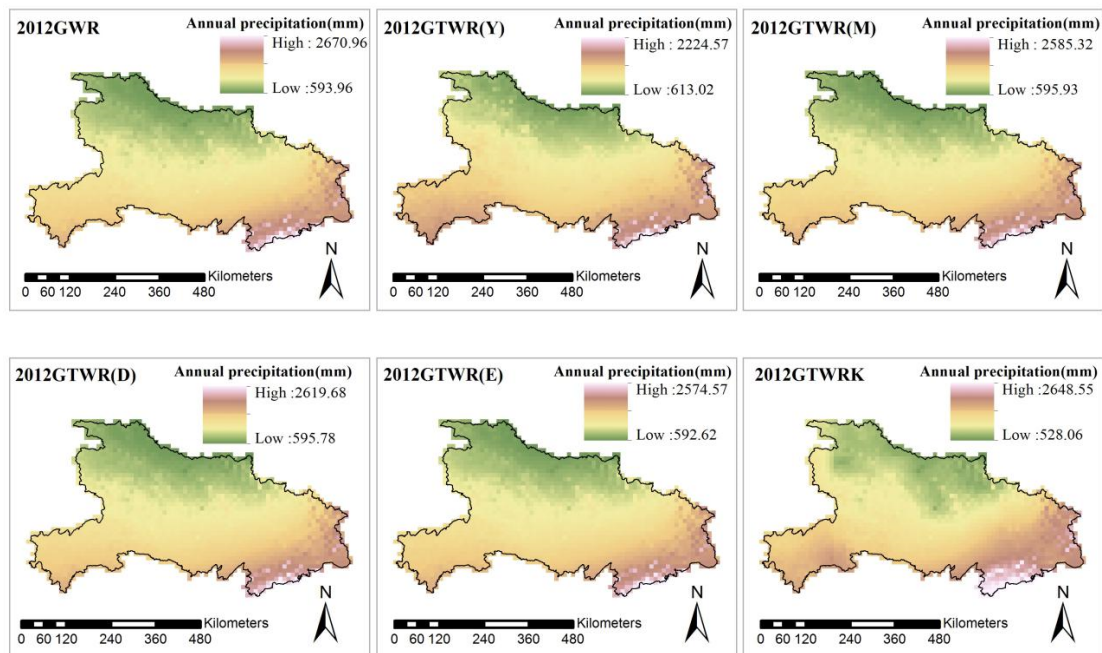 2012GWR
Annual precipitation(mm)
High : 2670.96
Low :593.96
N
Kilometers
0 60 120 240 360 480
2012GTWR(Y)
Annual precipitation(mm)
High : 2224.57
Low : 613.02
N
Kilometers
0 60 120 240 360 480
2012GTWR(M)
Annual precipitation(mm)
High : 2585.32
Low :595.93
N
Kilometers
0 60 120 240 360 480
2012GTWR(D)
Annual precipitation(mm)
High :2619.68
Low :595.78
N
Kilometers
0 60 120 240 360 480
2012GTWR(E)
Annual precipitation(mm)
High :2574.57
Low :592.62
N
Kilometers
0 60 120 240 360 480
2012GTWRK
Annual precipitation(mm)
High :2648.55
Low :528.06
N
Kilometers
0 60 120 240 360 480